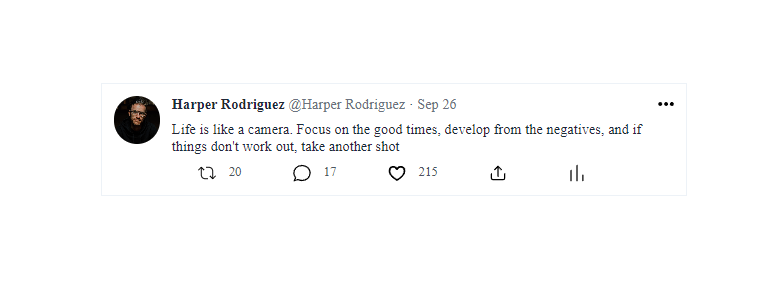 Harper Rodriguez @Harper Rodriguez · Sep 26
Life is like a camera. Focus on the good times, develop from the negatives, and if
things don't work out, take another shot
20 17 215